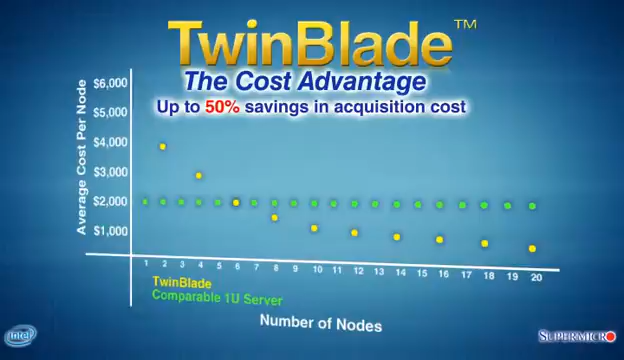 TwinBlade™
The Cost Advantage
Up to 50% savings in acquisition cost
Average Cost Per Node
$6,000
$5,000
$4,000
$3,000
$2,000
$1,000
1 2 3 4 5 6 7 8 9 10 11 12 13 14 15 16 17 18 19 20
TwinBlade
Comparable 1U Server
Number of Nodes
intel
SUPERMICRO